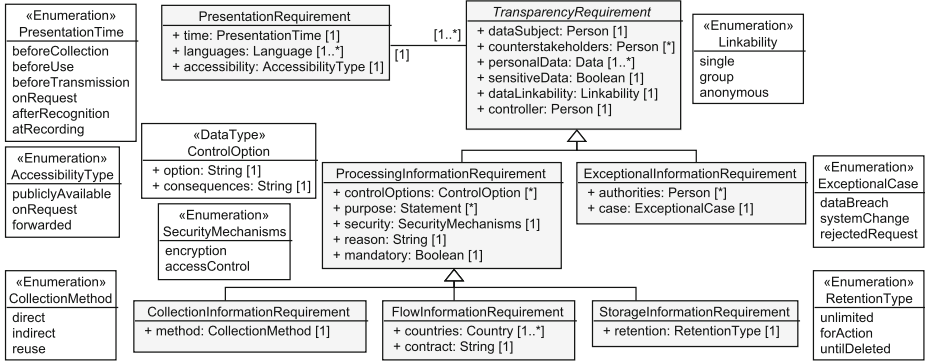 «Enumeration»
PresentationTime
beforeCollection
beforeUse
beforeTransmission
onRequest
afterRecognition
atRecording
PresentationRequirement
+ time: PresentationTime [1]
+ languages: Language [1..*]
+ accessibility: AccessibilityType [1]
[1]
[1..*]
TransparencyRequirement
+ dataSubject: Person [1]
+ counterstakeholders: Person [*]
+ personalData: Data [1..*]
+ sensitiveData: Boolean [1]
+ dataLinkability: Linkability [1]
+ controller: Person [1]
«Enumeration»
Linkability
single
group
anonymous
«DataType»
ControlOption
+ option: String [1]
+ consequences: String [1]
«Enumeration»
AccessibilityType
publiclyAvailable
onRequest
forwarded
«Enumeration»
SecurityMechanisms
encryption
accessControl
ProcessingInformationRequirement
+ controlOptions: ControlOption [*]
+ purpose: Statement [*]
+ security: SecurityMechanisms [1]
+ reason: String [1]
+ mandatory: Boolean [1]
ExceptionalInformationRequirement
+ authorities: Person [*]
+ case: ExceptionalCase [1]
«Enumeration»
ExceptionalCase
dataBreach
systemChange
rejectedRequest
«Enumeration»
CollectionMethod
direct
indirect
reuse
CollectionInformationRequirement
+ method: CollectionMethod [1]
FlowInformationRequirement
+ countries: Country [1..*]
+ contract: String [1]
StorageInformationRequirement
+ retention: RetentionType [1]
«Enumeration»
RetentionType
unlimited
forAction
untilDeleted